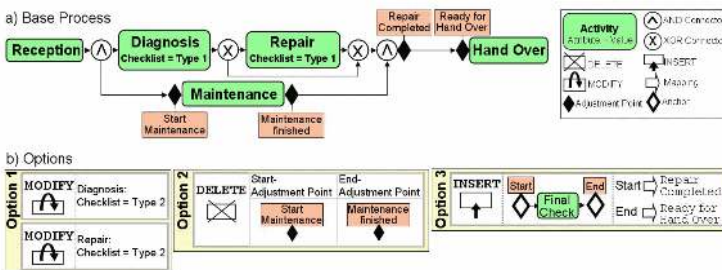 a) Base Process
Reception
Diagnosis
Checklist = Type 1
Repair
Checklist = Type 1
Repair
Completed
Ready for
Hand Over
Hand Over
Maintenance
Start
Maintenance
Maintenance
finished
Activity
Attribute = Value
AND Connector
XOR Connector
DELETE
INSERT
MODIFY
Mapping
Adjustment Point
Anchor
b) Options
Option 1
MODIFY
Diagnosis:
Checklist = Type 2
MODIFY
Repair:
Checklist = Type 2
Option 2
DELETE
Start-
Adjustment Point
Start
Maintenance
End-
Adjustment Point
Maintenance
finished
Option 3
INSERT
Start
Final
Check
End
Start
Repair
Completed
End
Ready for
Hand Over